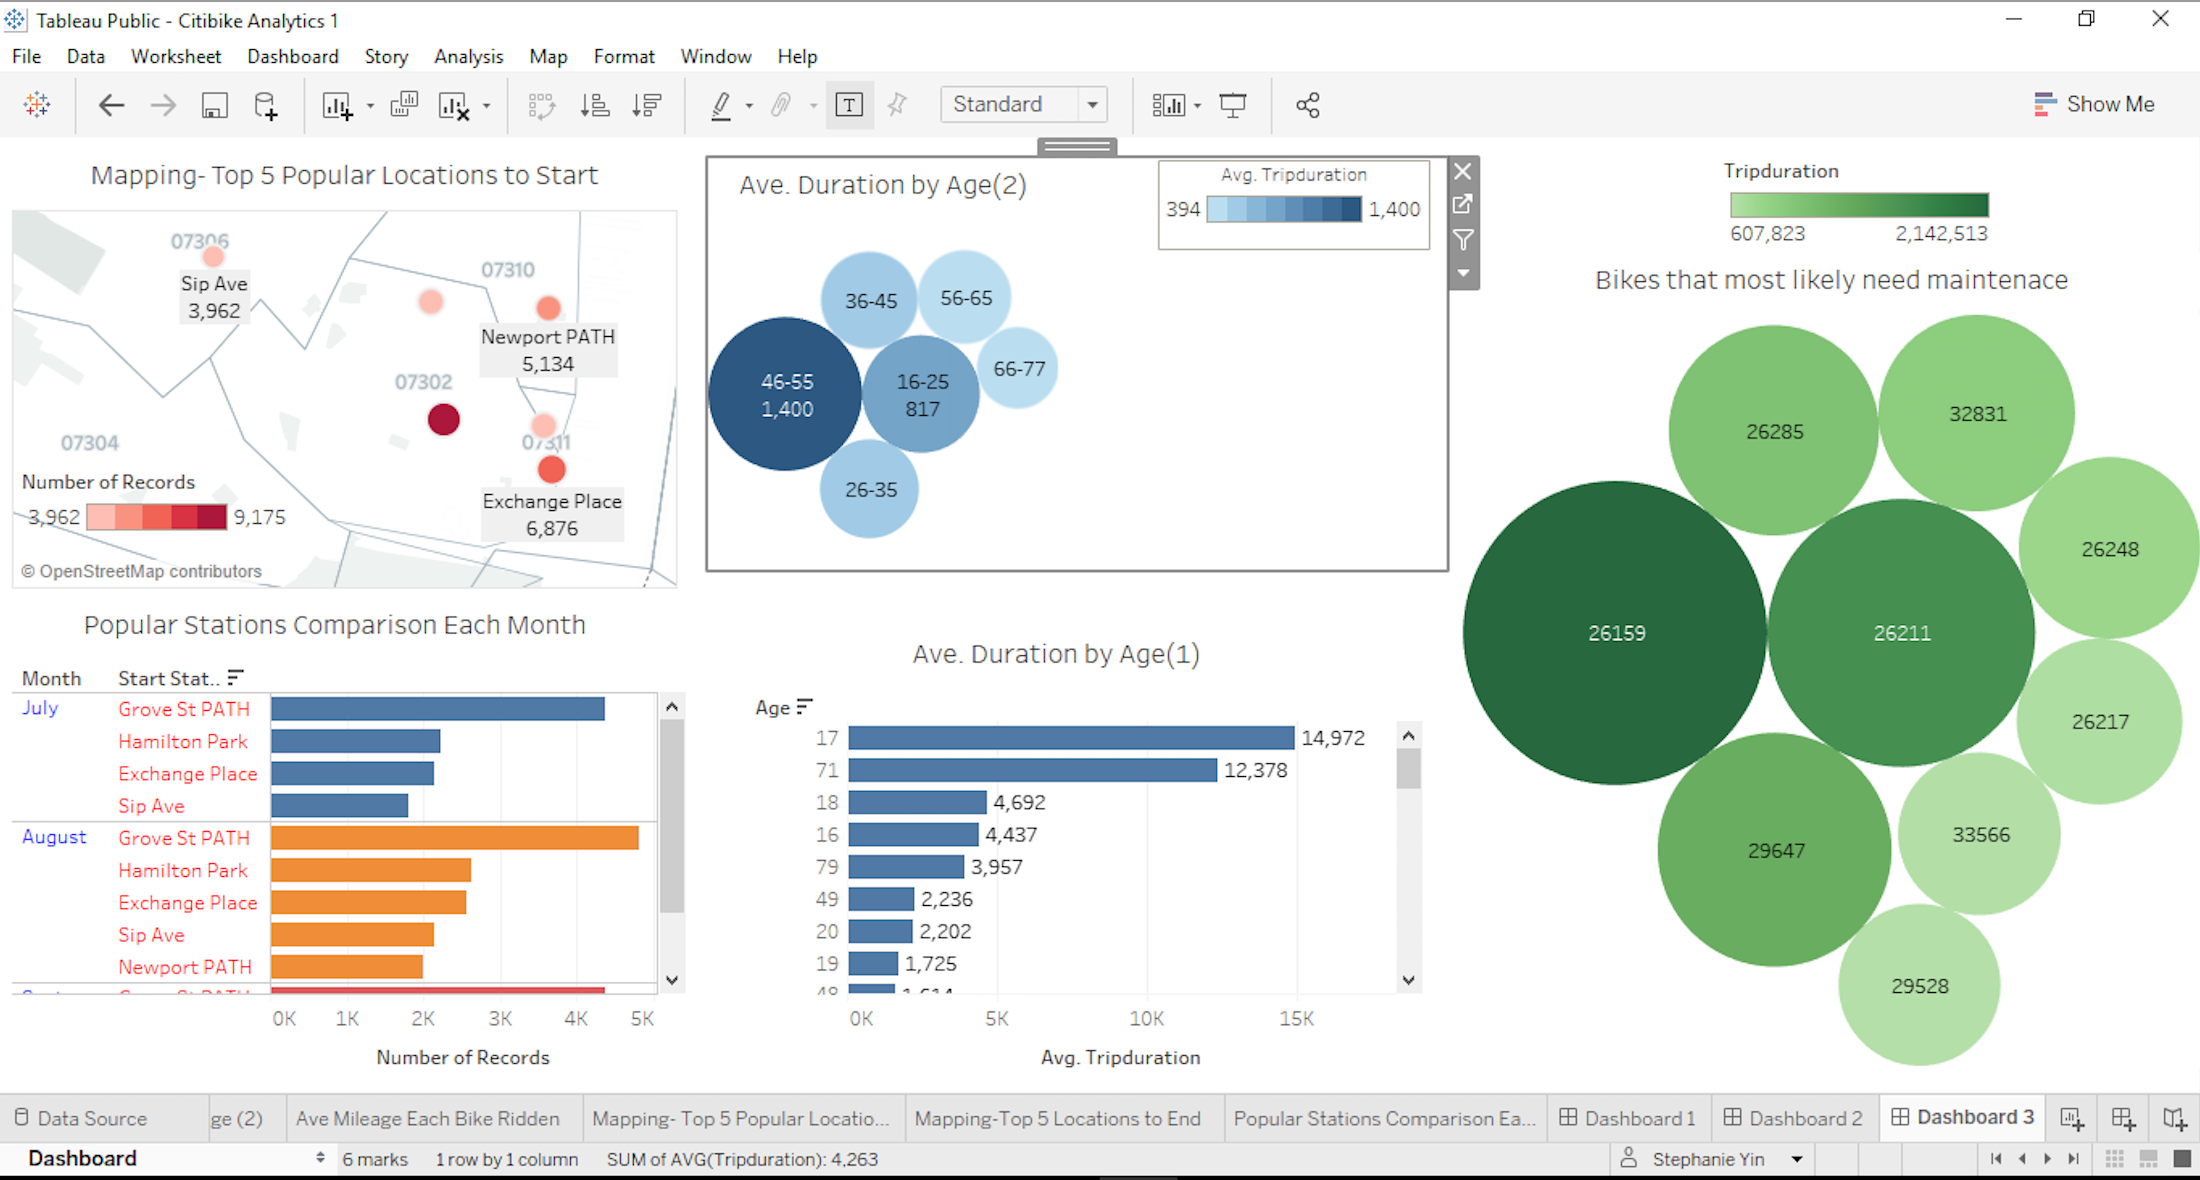 Tableau Public - Citibike Analytics 1
File Data Worksheet Dashboard Story Analysis Map Format Window Help
Standard
Show Me
Mapping- Top 5 Popular Locations to Start
07306
Sip Ave
3,962
07310
Newport PATH
5,134
07302
07311
07304
Exchange Place
6,876
Number of Records
3,962 9,175
© OpenStreetMap contributors
Ave. Duration by Age(2)
Avg. Tripduration
394 1,400
36-45
56-65
66-77
46-55
1,400
16-25
817
26-35
Tripduration
607,823 2,142,513
Bikes that most likely need maintenace
26285
32831
26248
26159
26211
26217
29647
33566
29528
Popular Stations Comparison Each Month
Month Start Stat..
July Grove St PATH
Hamilton Park
Exchange Place
Sip Ave
August Grove St PATH
Hamilton Park
Exchange Place
Sip Ave
Newport PATH
0K 1K 2K 3K 4K 5K
Number of Records
Ave. Duration by Age(1)
Age
17 14,972
71 12,378
18 4,692
16 4,437
79 3,957
49 2,236
20 2,202
19 1,725
48 1,614
0K 5K 10K 15K
Avg. Tripduration
Data Source ge (2) Ave Mileage Each Bike Ridden Mapping- Top 5 Popular Locatio... Mapping-Top 5 Locations to End Popular Stations Comparison Ea... Dashboard 1 Dashboard 2 Dashboard 3
Dashboard 6 marks 1 row by 1 column SUM of AVG(Tripduration): 4,263 Stephanie Yin